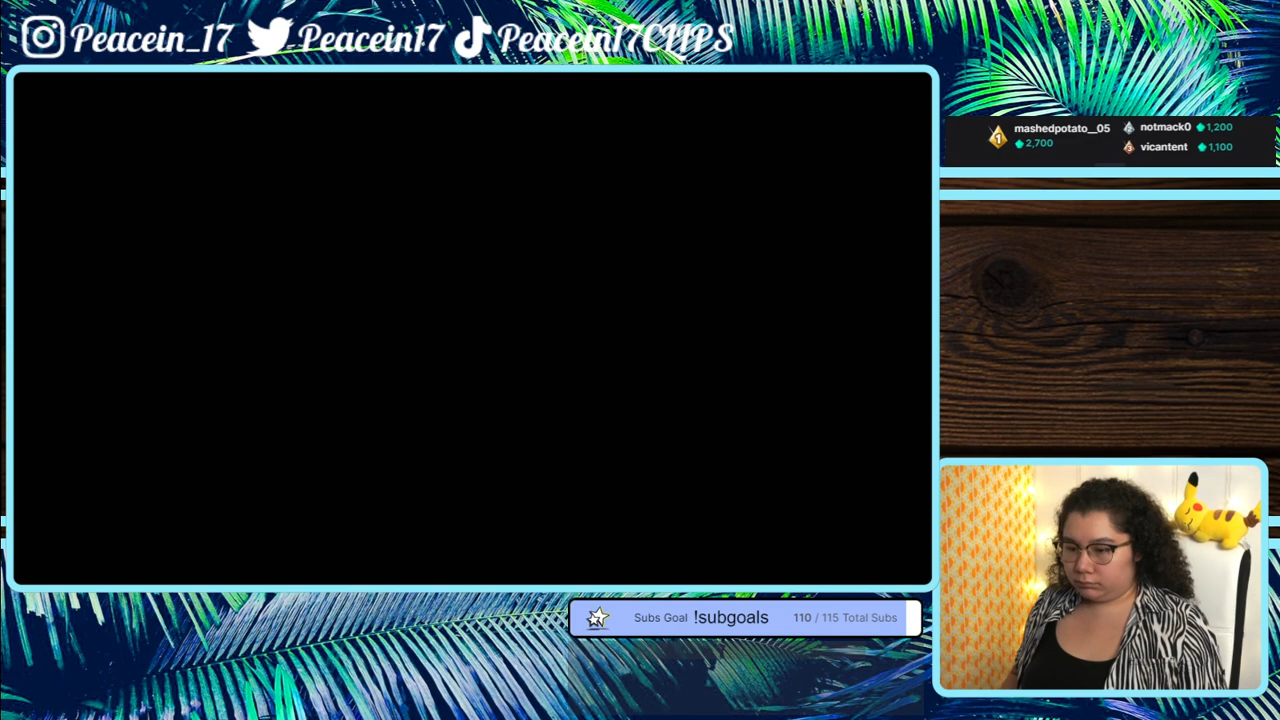 Peacein_17 Peacein17 Peacein17ClIPS
mashedpotato__05
2,700
notmack0 1,200
vicantent 1,100
Subs Goal !subgoals 110 / 115 Total Subs